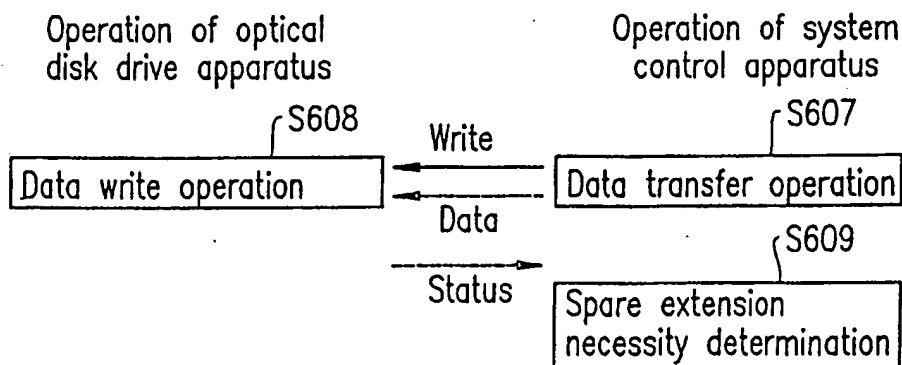 Operation of optical
disk drive apparatus
Operation of system
control apparatus
S608
Write
S607
Data write operation
Data transfer operation
Data
S609
Status
Spare extension
necessity determination